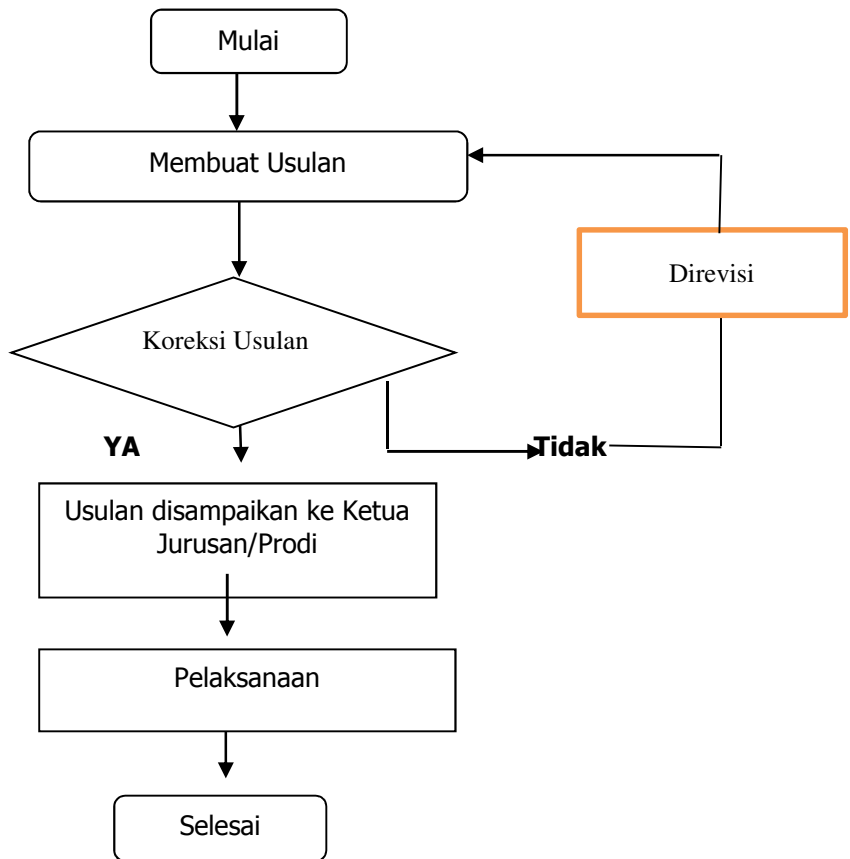 Mulai
Membuat Usulan
Direvisi
Koreksi Usulan
YA
Tidak
Usulan disampaikan ke Ketua
Jurusan/Prodi
Pelaksanaan
Selesai